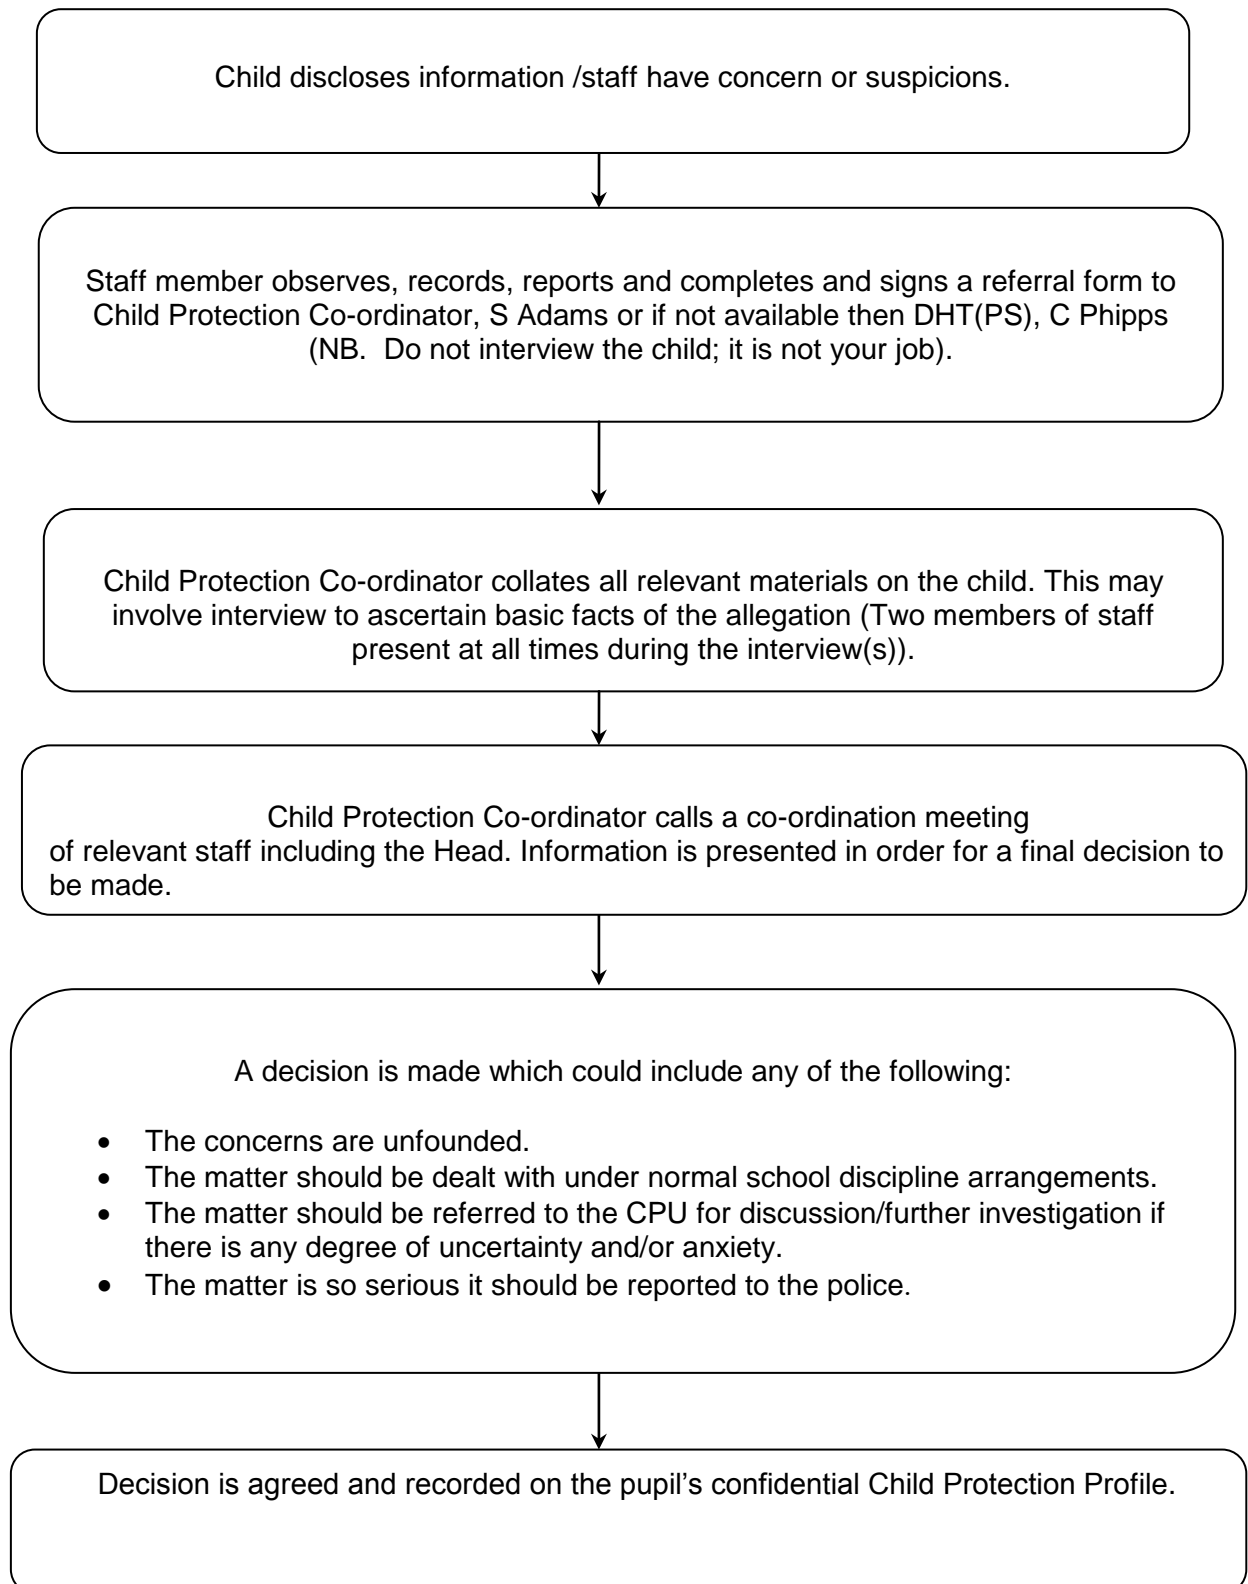 Child discloses information /staff have concern or suspicions.
Staff member observes, records, reports and completes and signs a referral form to
Child Protection Co-ordinator, S Adams or if not available then DHT(PS), C Phipps
(NB.  Do not interview the child; it is not your job).
Child Protection Co-ordinator collates all relevant materials on the child. This may
involve interview to ascertain basic facts of the allegation (Two members of staff
present at all times during the interview(s)).
Child Protection Co-ordinator calls a co-ordination meeting
of relevant staff including the Head. Information is presented in order for a final decision to
be made.
A decision is made which could include any of the following:
• The concerns are unfounded.
• The matter should be dealt with under normal school discipline arrangements.
• The matter should be referred to the CPU for discussion/further investigation if
there is any degree of uncertainty and/or anxiety.
• The matter is so serious it should be reported to the police.
Decision is agreed and recorded on the pupil’s confidential Child Protection Profile.